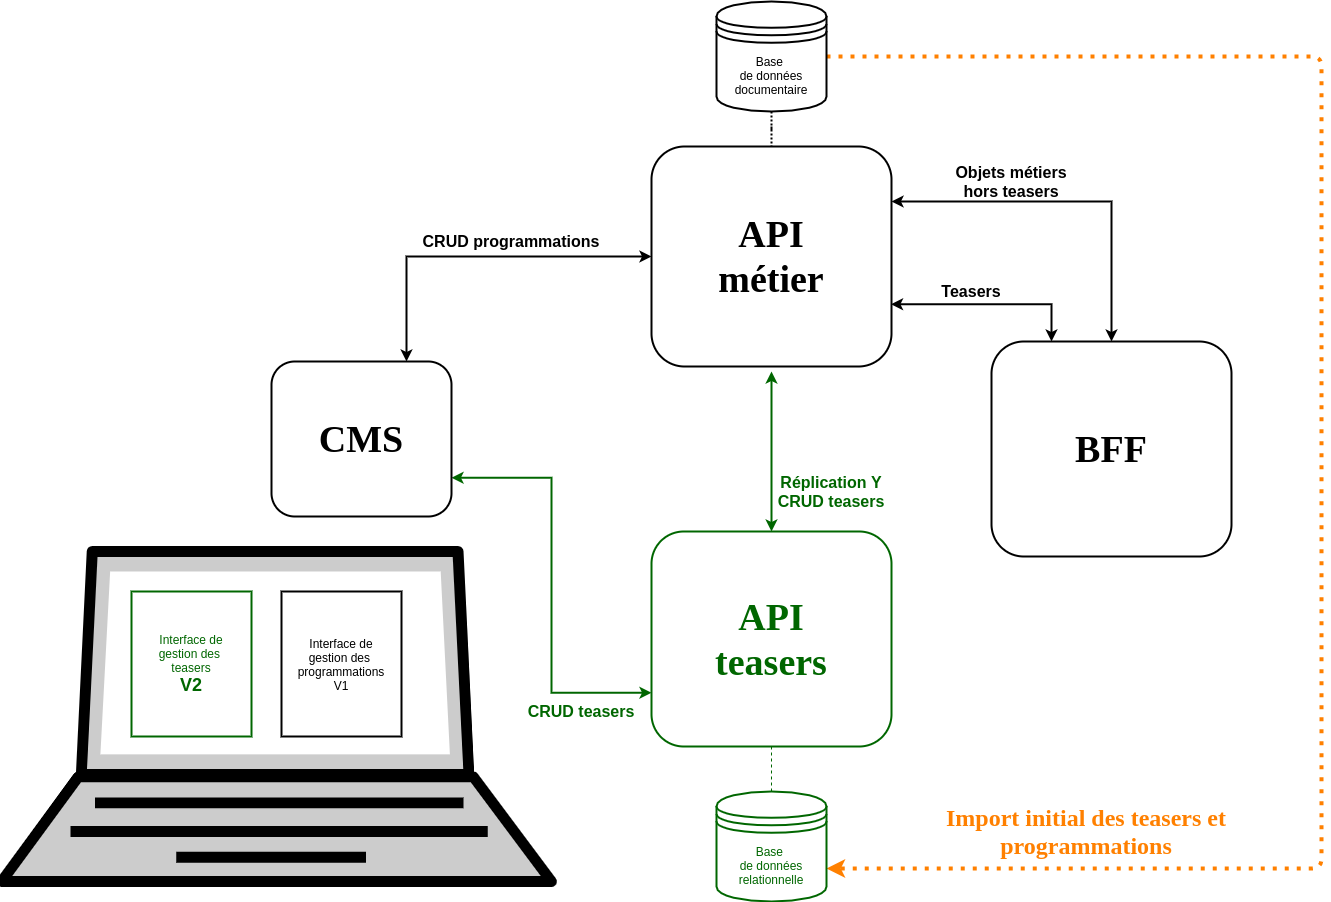 Base
de données
documentaire
Objets métiers
hors teasers
API
métier
CRUD programmations
Teasers
CMS
BFF
Réplication Y
CRUD teasers
API
teasers
Interface de
gestion des
teasers
V2
Interface de
gestion des
programmations
V1
CRUD teasers
Import initial des teasers et
programmations
Base
de données
relationnelle